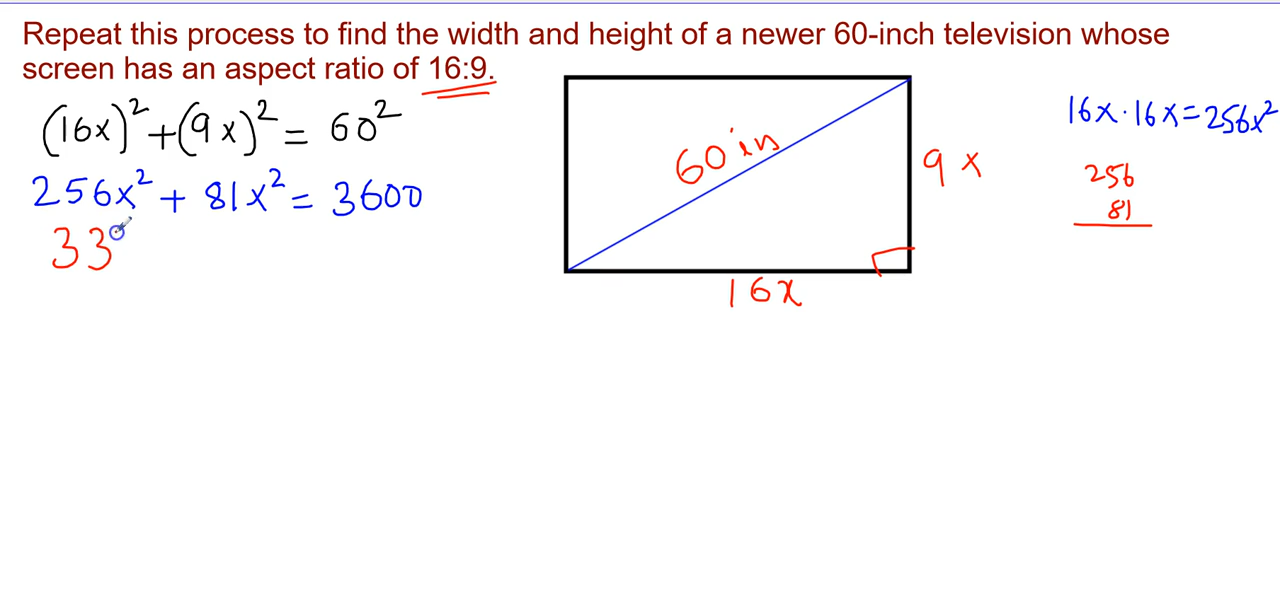 Repeat this process to find the width and height of a newer 60-inch television whose
screen has an aspect ratio of 16:9.
(16x)² + (9x)² = 60²
256x² + 81x² = 3600
33
60 in
9x
16x
16x · 16x = 256x²
256
81